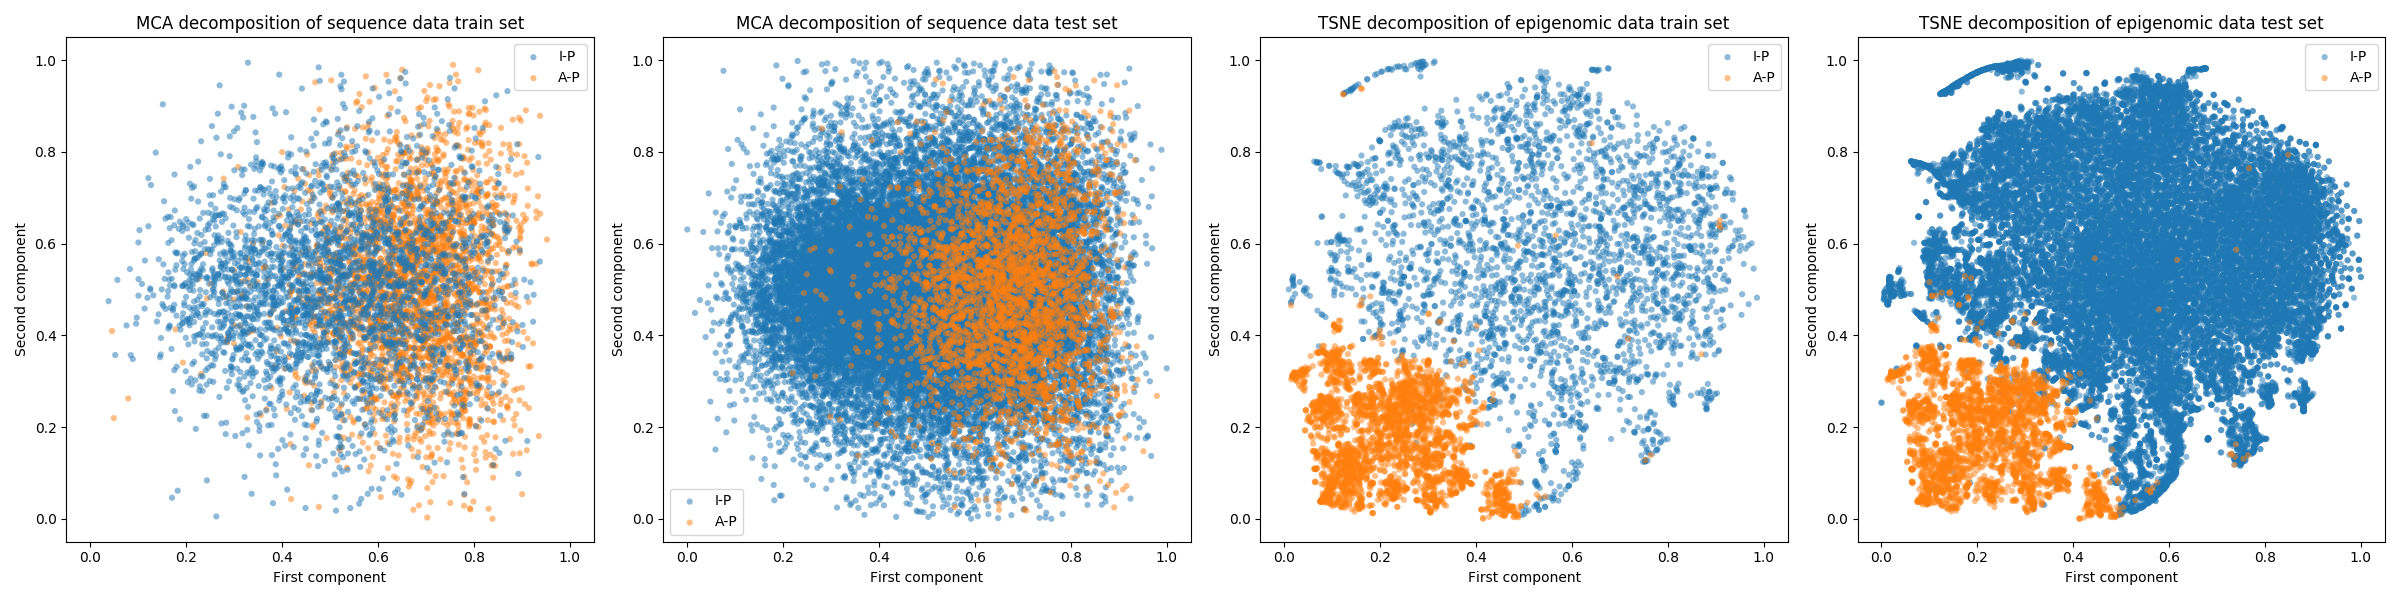 MCA decomposition of sequence data train set
1.0
0.8
0.6
0.4
0.2
0.0
Second component
0.0 0.2 0.4 0.6 0.8 1.0
First component
I-P
A-P
MCA decomposition of sequence data test set
1.0
0.8
0.6
0.4
0.2
0.0
Second component
0.0 0.2 0.4 0.6 0.8 1.0
First component
I-P
A-P
TSNE decomposition of epigenomic data train set
1.0
0.8
0.6
0.4
0.2
0.0
Second component
0.0 0.2 0.4 0.6 0.8 1.0
First component
I-P
A-P
TSNE decomposition of epigenomic data test set
1.0
0.8
0.6
0.4
0.2
0.0
Second component
0.0 0.2 0.4 0.6 0.8 1.0
First component
I-P
A-P